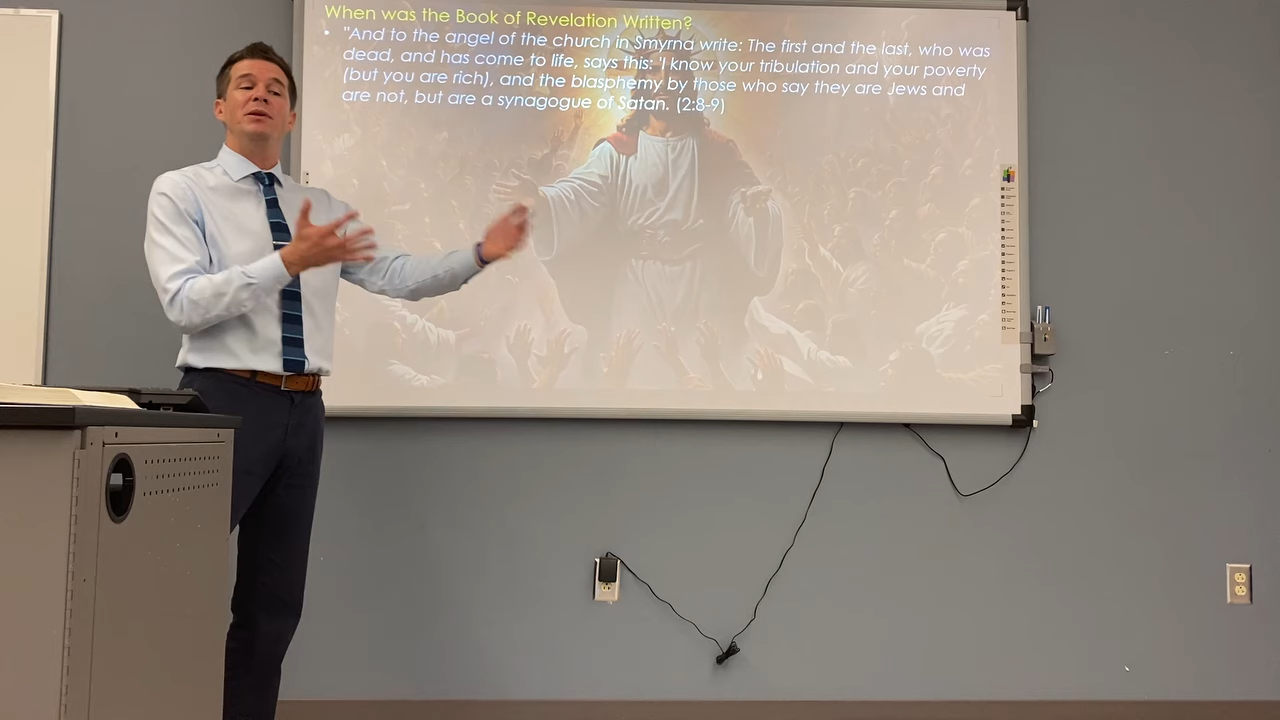 When was the Book of Revelation Written?
• "And to the angel of the church in Smyrna write: The first and the last, who was
dead, and has come to life, says this: 'I know your tribulation and your poverty
(but you are rich), and the blasphemy by those who say they are Jews and
are not, but are a synagogue of Satan. (2:8-9)